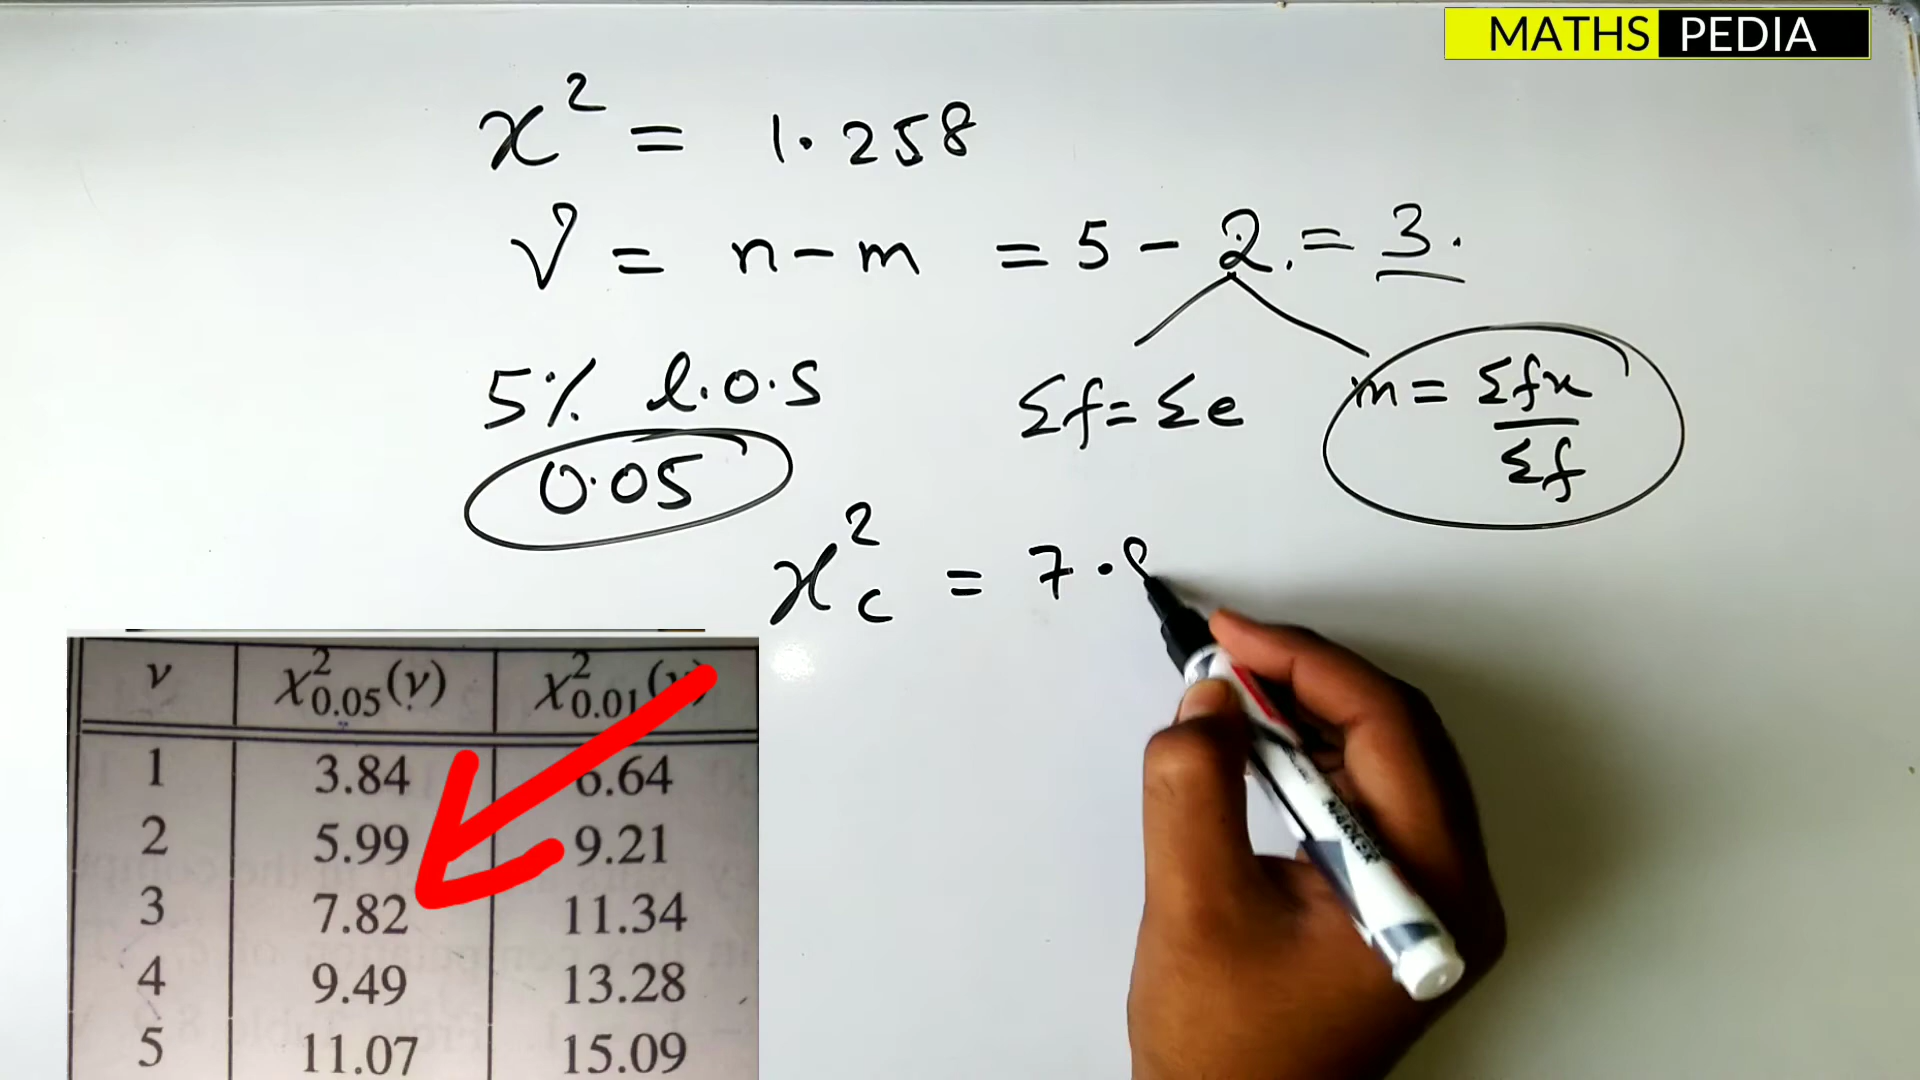 MATHS PEDIA
x² = 1.258
ν = n - m = 5 - 2. = 3.
5% l.o.s
0.05
Σf = Σe
m = Σfx / Σf
x²c = 7.8
ν χ²0.05(ν) χ²0.01(ν)
1 3.84 6.64
2 5.99 9.21
3 7.82 11.34
4 9.49 13.28
5 11.07 15.09